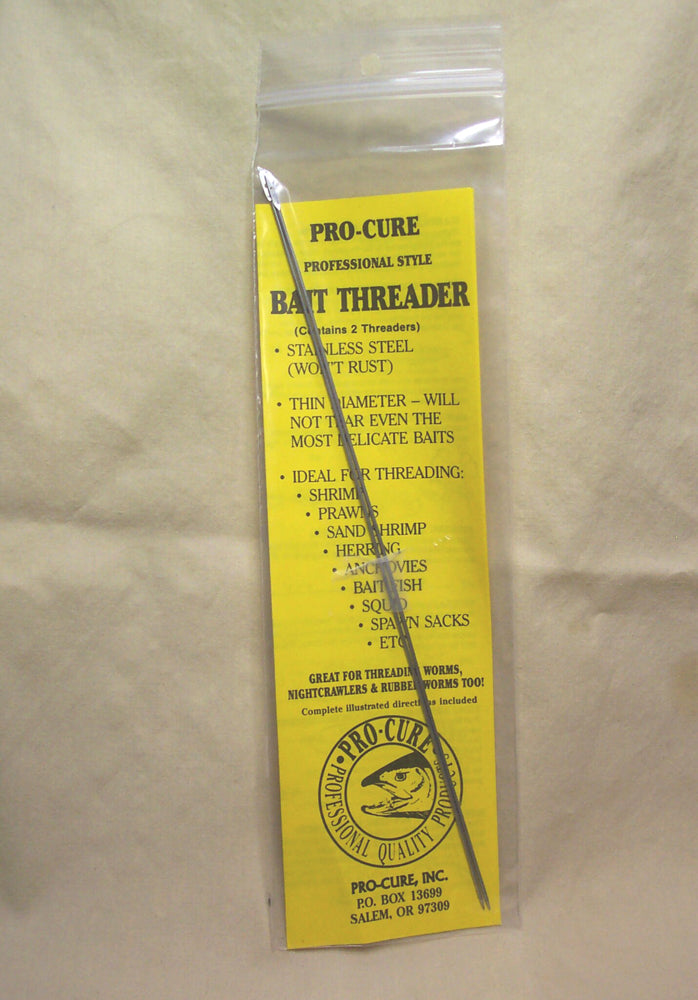 PRO-CURE
PROFESSIONAL STYLE
BAIT THREADER
(Contains 2 Threaders)
• STAINLESS STEEL
(WON'T RUST)
• THIN DIAMETER – WILL
NOT TEAR EVEN THE
MOST DELICATE BAITS
• IDEAL FOR THREADING:
• SHRIMP
• PRAWNS
• SAND SHRIMP
• HERRING
• ANCHOVIES
• BAITFISH
• SQUID
• SPAWN SACKS
• ETC
GREAT FOR THREADING WORMS,
NIGHTCRAWLERS & RUBBER WORMS TOO!
Complete illustrated directions included
• PRO-CURE •
PROFESSIONAL QUALITY PRODUCTS
PRO-CURE, INC.
P.O. BOX 13699
SALEM, OR 97309